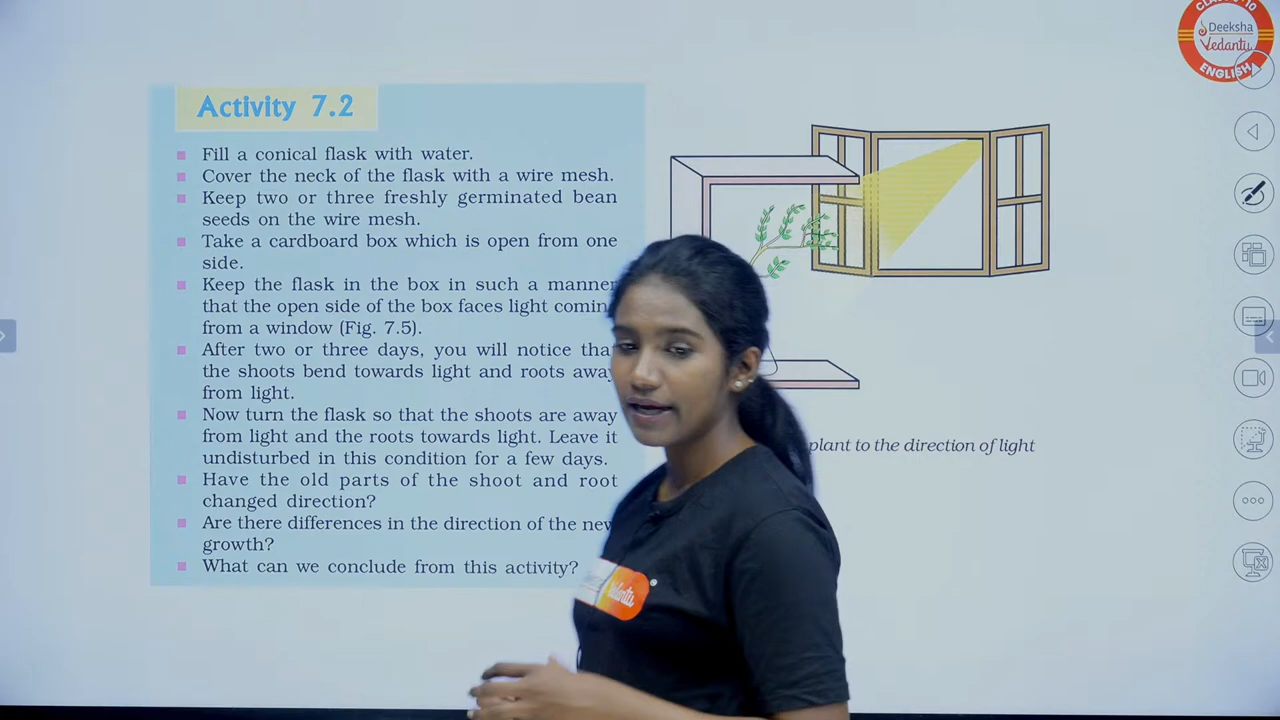 CLASS 9-10
Deeksha
Vedantu
ENGLISH
Activity 7.2
Fill a conical flask with water.
Cover the neck of the flask with a wire mesh.
Keep two or three freshly germinated bean
seeds on the wire mesh.
Take a cardboard box which is open from one
side.
Keep the flask in the box in such a manner
that the open side of the box faces light comin
from a window (Fig. 7.5).
After two or three days, you will notice tha
the shoots bend towards light and roots away
from light.
Now turn the flask so that the shoots are away
from light and the roots towards light. Leave it
undisturbed in this condition for a few days.
Have the old parts of the shoot and root
changed direction?
Are there differences in the direction of the new
growth?
What can we conclude from this activity?
plant to the direction of light
Vedantu